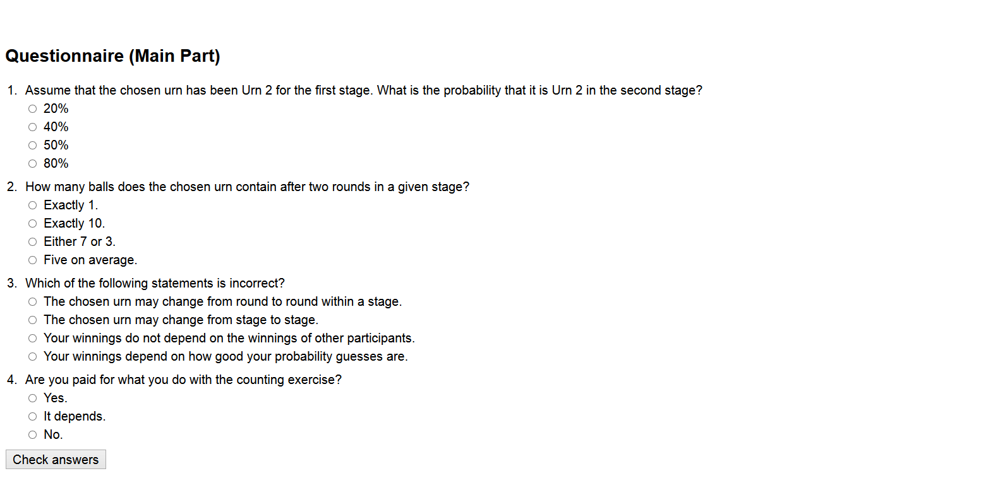 Questionnaire (Main Part)
1. Assume that the chosen urn has been Urn 2 for the first stage. What is the probability that it is Urn 2 in the second stage?
20%
40%
50%
80%
2. How many balls does the chosen urn contain after two rounds in a given stage?
Exactly 1.
Exactly 10.
Either 7 or 3.
Five on average.
3. Which of the following statements is incorrect?
The chosen urn may change from round to round within a stage.
The chosen urn may change from stage to stage.
Your winnings do not depend on the winnings of other participants.
Your winnings depend on how good your probability guesses are.
4. Are you paid for what you do with the counting exercise?
Yes.
It depends.
No.
Check answers